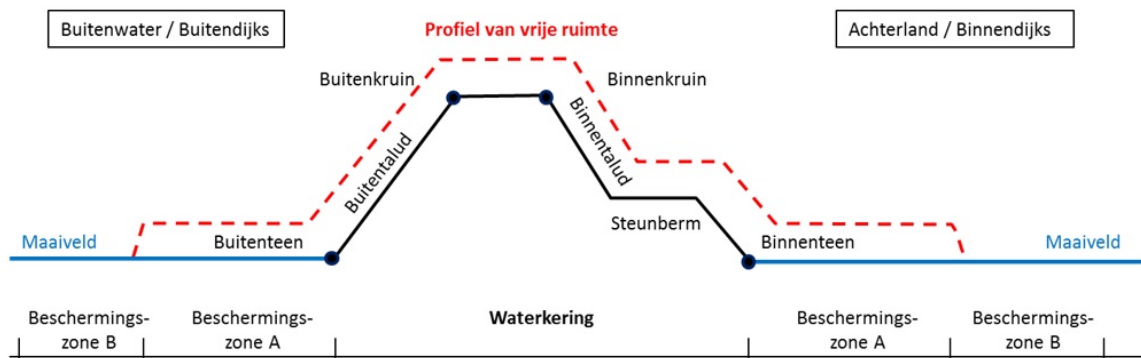 Buitenwater / Buitendijks
Profiel van vrije ruimte
Achterland / Binnendijks
Buitenkruin
Binnenkruin
Buitentalud
Binnentalud
Steunberm
Maaiveld
Buitenteen
Binnenteen
Maaiveld
Beschermings-
zone B
Beschermings-
zone A
Waterkering
Beschermings-
zone A
Beschermings-
zone B